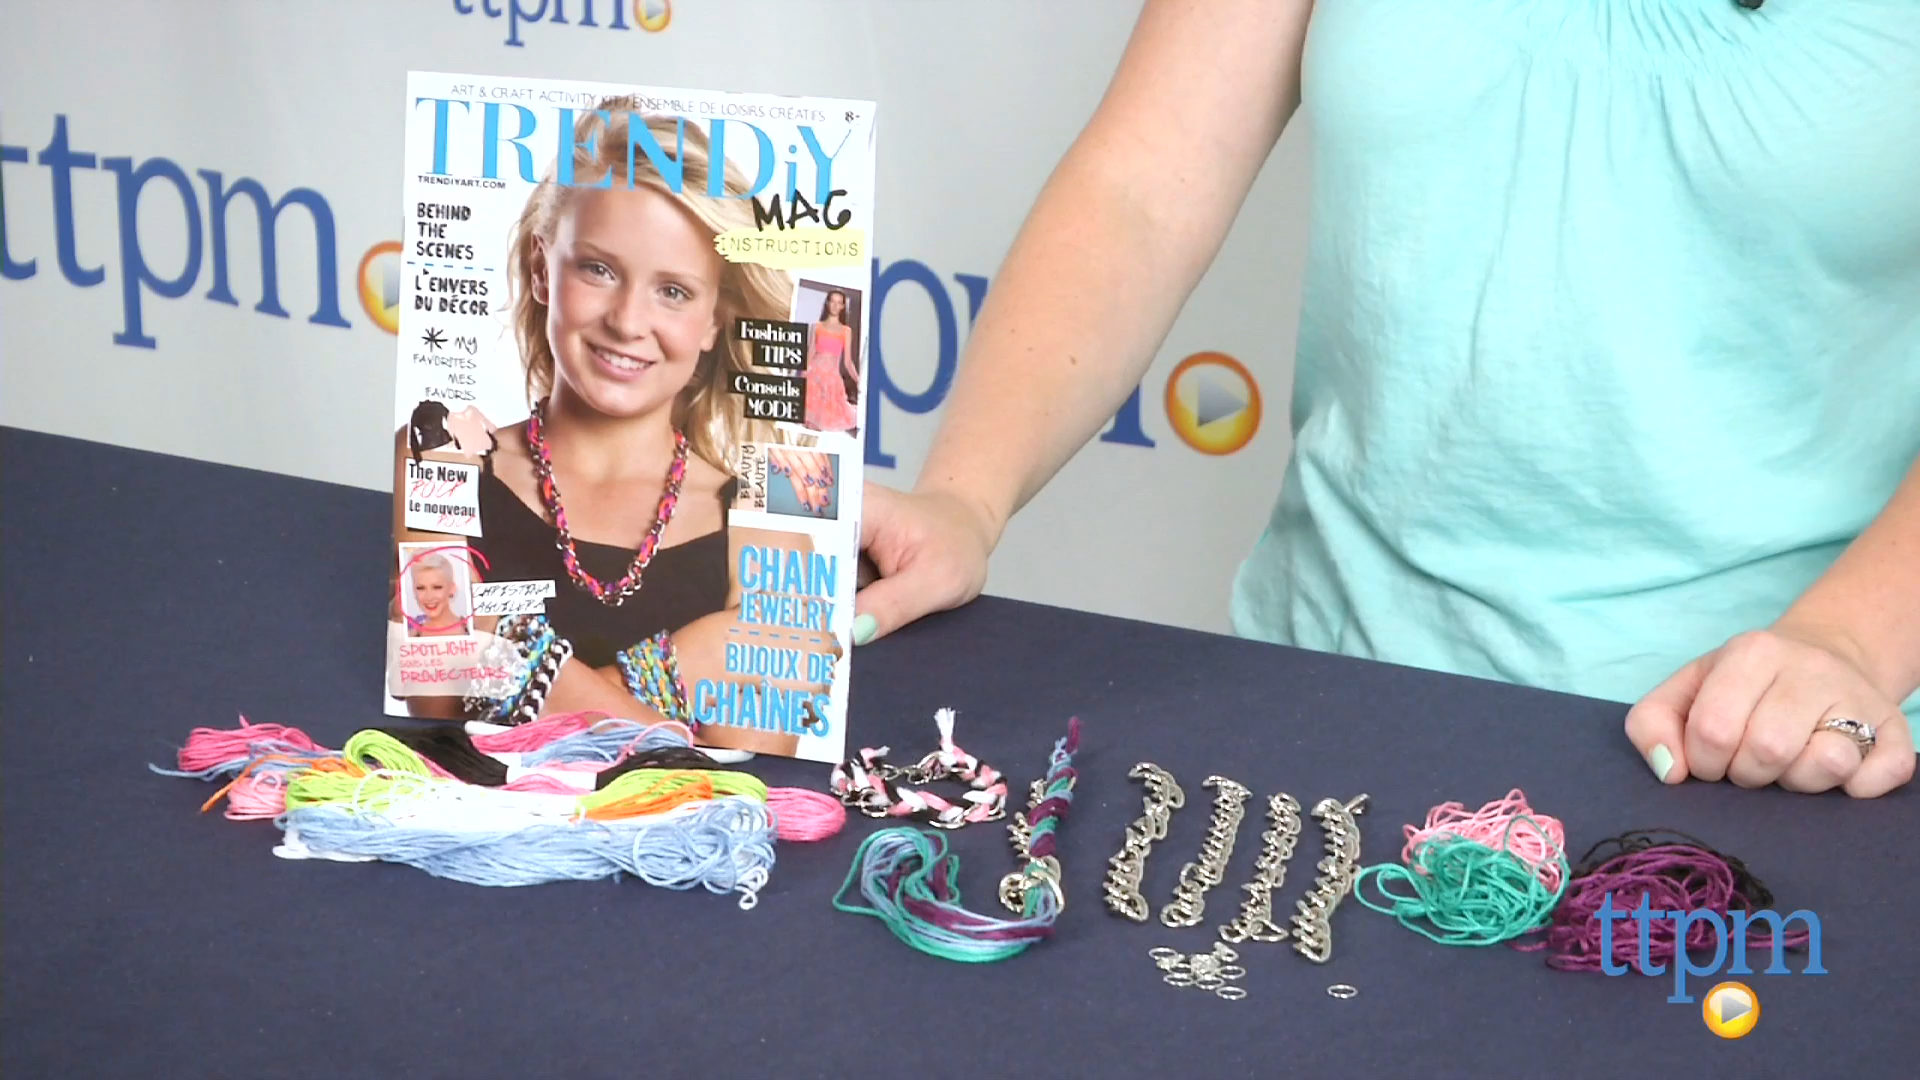 ttpm
ttpm
ART & CRAFT ACTIVITY KIT / ENSEMBLE DE LOISIRS CRÉATIFS 8+
TRENDiY
TRENDIYART.COM
MAG
INSTRUCTIONS
BEHIND
THE
SCENES
L'ENVERS
DU DÉCOR
MY
FAVORITES
MES
FAVORIS
Fashion
TIPS
Conseils
MODE
The New
POLP
Le nouveau
BEAUTY
BEAUTÉ
CHRISTINA
AGUILERA
SPOTLIGHT
SOUS LES
PROJECTEURS
CHAIN
JEWELRY
BIJOUX DE
CHAÎNES
ttpm